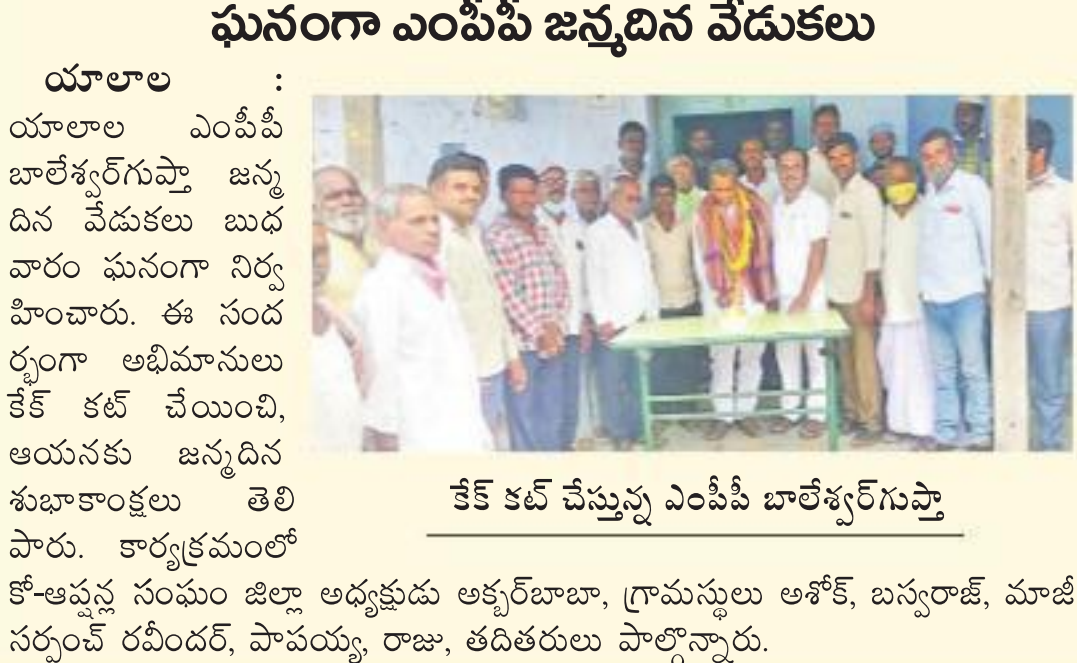 ఘనంగా ఎంపీపీ జన్మదిన వేడుకలు
యాలాల :
యాలాల ఎంపీపీ
బాలేశ్వర్‌గుప్తా జన్మ
దిన వేడుకలు బుధ
వారం ఘనంగా నిర్వ
హించారు. ఈ సంద
ర్భంగా అభిమానులు
కేక్ కట్ చేయించి,
ఆయనకు జన్మదిన
శుభాకాంక్షలు తెలి
పారు. కార్యక్రమంలో
కో-ఆప్షన్ల సంఘం జిల్లా అధ్యక్షుడు అక్బర్‌బాబా, గ్రామస్థులు అశోక్, బస్వరాజ్, మాజీ
సర్పంచ్ రవీందర్, పాపయ్య, రాజు, తదితరులు పాల్గొన్నారు.
కేక్ కట్ చేస్తున్న ఎంపీపీ బాలేశ్వర్‌గుప్తా